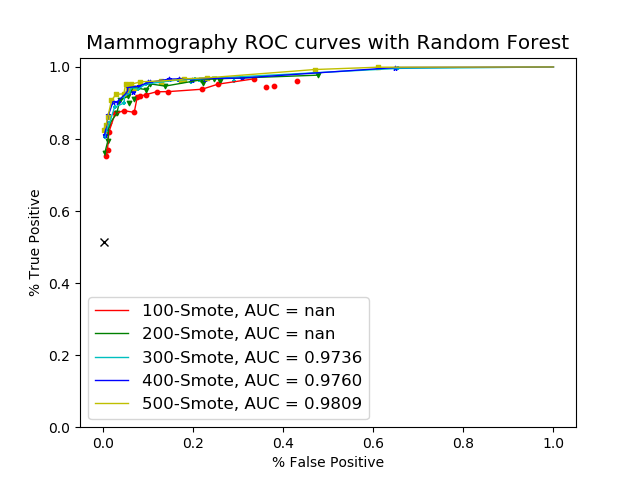 Mammography ROC curves with Random Forest
1.0
0.8
0.6
0.4
0.2
0.0
% True Positive
100-Smote, AUC = nan
200-Smote, AUC = nan
300-Smote, AUC = 0.9736
400-Smote, AUC = 0.9760
500-Smote, AUC = 0.9809
0.0 0.2 0.4 0.6 0.8 1.0
% False Positive